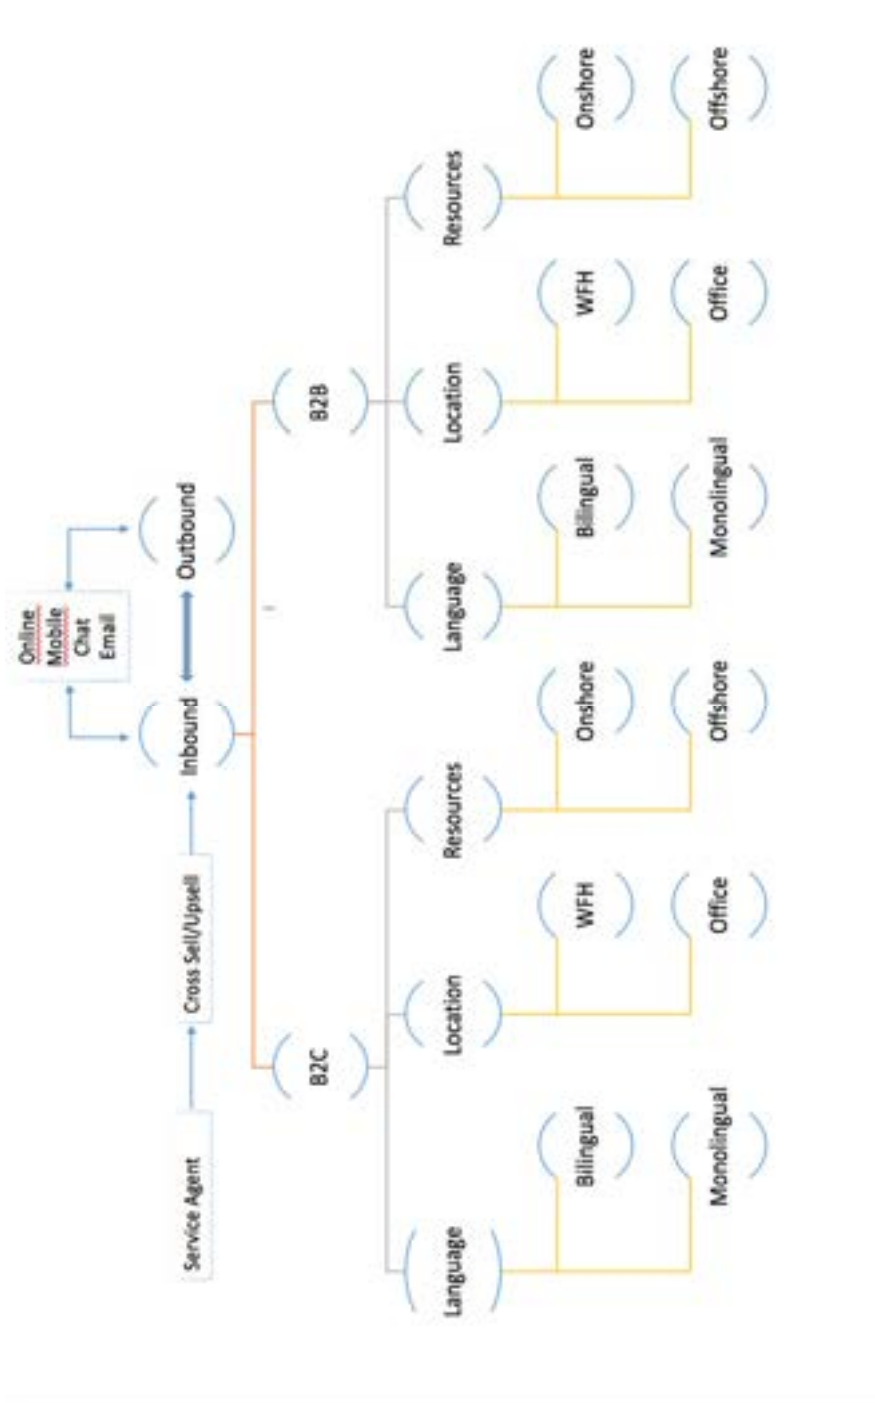 Online
Mobile
Chat
Email
Service Agent
Cross Sell/Upsell
Inbound
Outbound
B2C
B2B
Language
Location
Resources
Language
Location
Resources
Bilingual
WFH
Onshore
Bilingual
WFH
Onshore
Monolingual
Office
Offshore
Monolingual
Office
Offshore